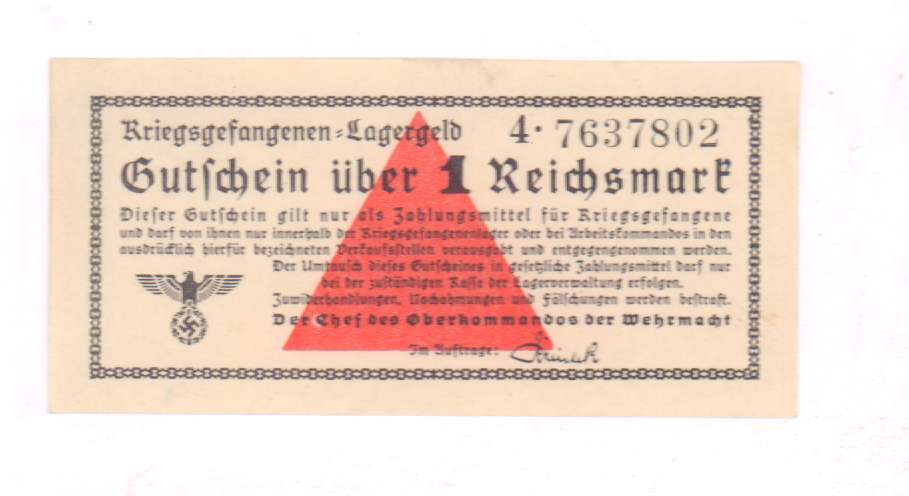 Kriegsgefangenen-Lagergeld 4· 7637802
Gutschein über 1 Reichsmark
Dieser Gutschein gilt nur als Zahlungsmittel für Kriegsgefangene
und darf von ihnen nur innerhalb der Kriegsgefangenenlager oder bei Arbeitskommandos in den
ausdrücklich hierfür bezeichneten Verkaufsstellen verausgabt und entgegengenommen werden.
Der Umtausch dieses Gutscheines in gesetzliche Zahlungsmittel darf nur
bei der zuständigen Kasse der Lagerverwaltung erfolgen.
Zuwiderhandlungen, Nachahmungen und Fälschungen werden bestraft.
Der Chef des Oberkommandos der Wehrmacht
Im Auftrage: